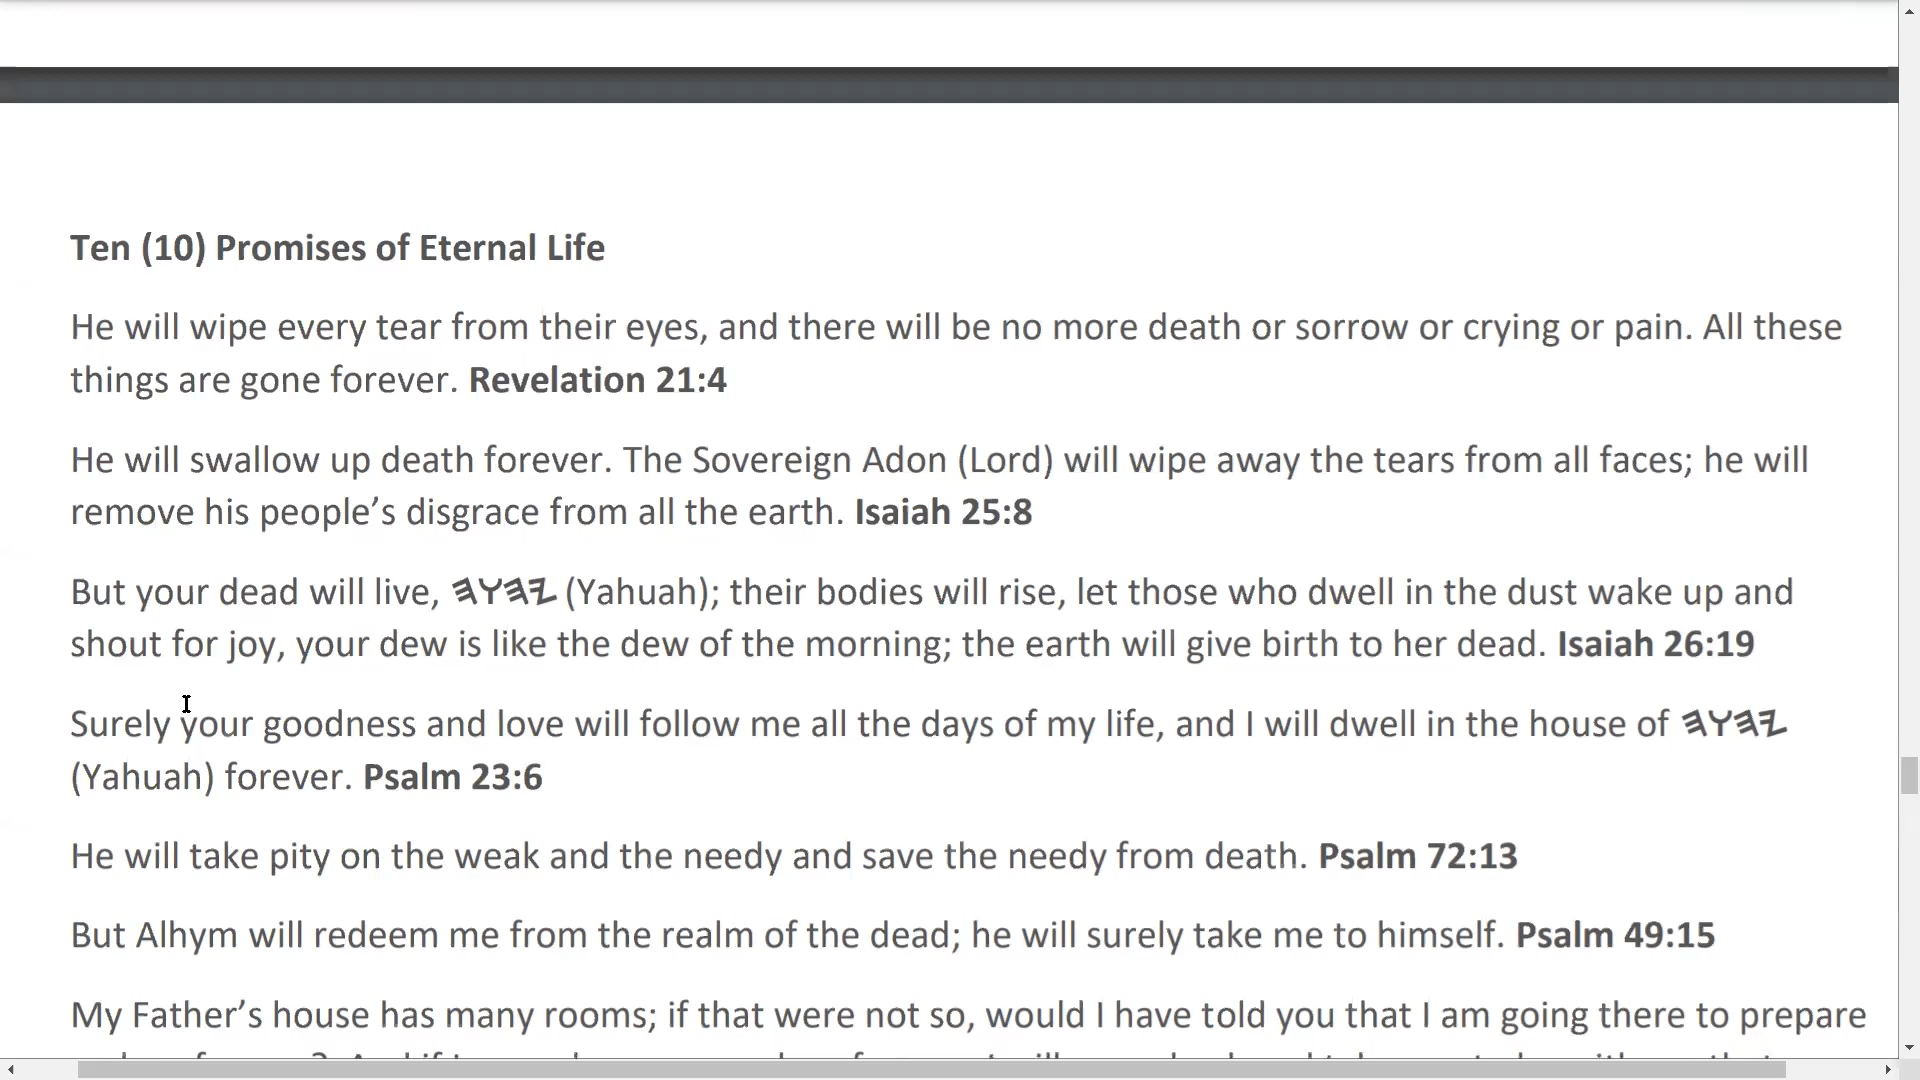 Ten (10) Promises of Eternal Life
He will wipe every tear from their eyes, and there will be no more death or sorrow or crying or pain. All these
things are gone forever. Revelation 21:4
He will swallow up death forever. The Sovereign Adon (Lord) will wipe away the tears from all faces; he will
remove his people’s disgrace from all the earth. Isaiah 25:8
But your dead will live, 𐤉𐤄𐤅𐤄 (Yahuah); their bodies will rise, let those who dwell in the dust wake up and
shout for joy, your dew is like the dew of the morning; the earth will give birth to her dead. Isaiah 26:19
Surely your goodness and love will follow me all the days of my life, and I will dwell in the house of 𐤉𐤄𐤅𐤄
(Yahuah) forever. Psalm 23:6
He will take pity on the weak and the needy and save the needy from death. Psalm 72:13
But Alhym will redeem me from the realm of the dead; he will surely take me to himself. Psalm 49:15
My Father’s house has many rooms; if that were not so, would I have told you that I am going there to prepare